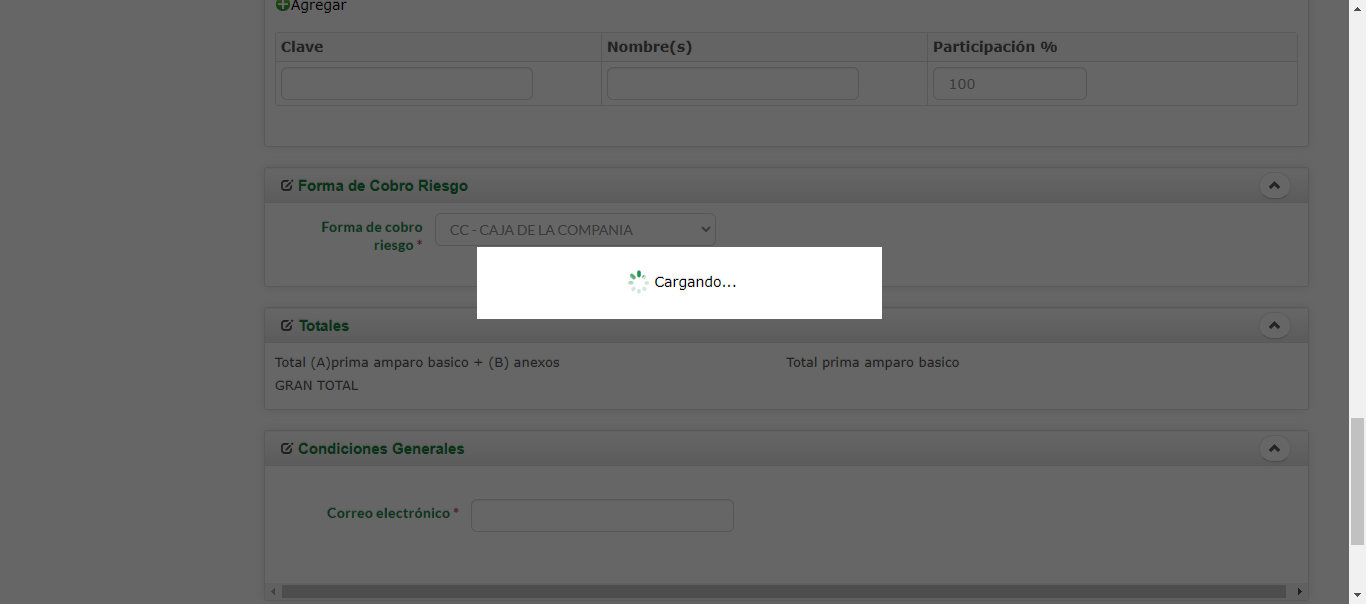 Agregar
Clave Nombre(s) Participación %
100
Forma de Cobro Riesgo
Forma de cobro
riesgo *
CC - CAJA DE LA COMPANIA
Cargando...
Totales
Total (A)prima amparo basico + (B) anexos Total prima amparo basico
GRAN TOTAL
Condiciones Generales
Correo electrónico *